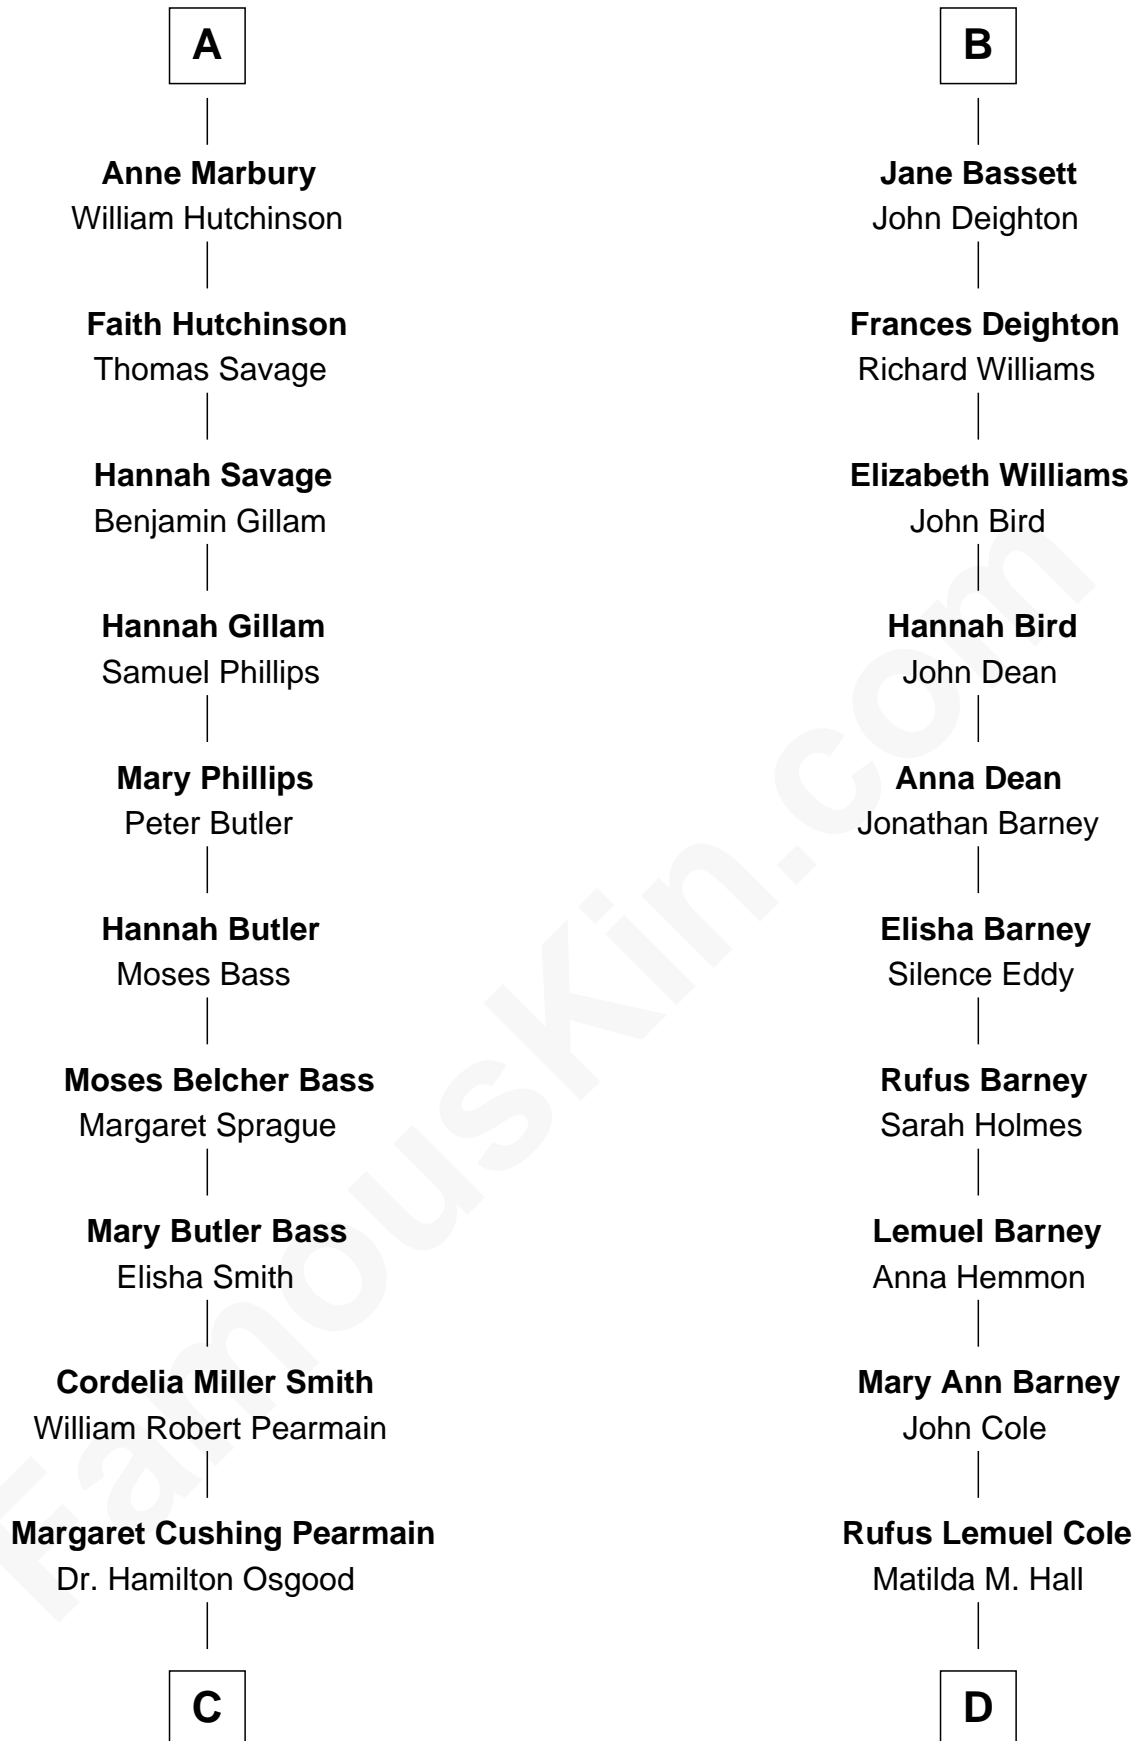 A
Anne Marbury
William Hutchinson
Faith Hutchinson
Thomas Savage
Hannah Savage
Benjamin Gillam
Hannah Gillam
Samuel Phillips
Mary Phillips
Peter Butler
Hannah Butler
Moses Bass
Moses Belcher Bass
Margaret Sprague
Mary Butler Bass
Elisha Smith
Cordelia Miller Smith
William Robert Pearmain
Margaret Cushing Pearmain
Dr. Hamilton Osgood
C
B
Jane Bassett
John Deighton
Frances Deighton
Richard Williams
Elizabeth Williams
John Bird
Hannah Bird
John Dean
Anna Dean
Jonathan Barney
Elisha Barney
Silence Eddy
Rufus Barney
Sarah Holmes
Lemuel Barney
Anna Hemmon
Mary Ann Barney
John Cole
Rufus Lemuel Cole
Matilda M. Hall
D
FamousKin.com